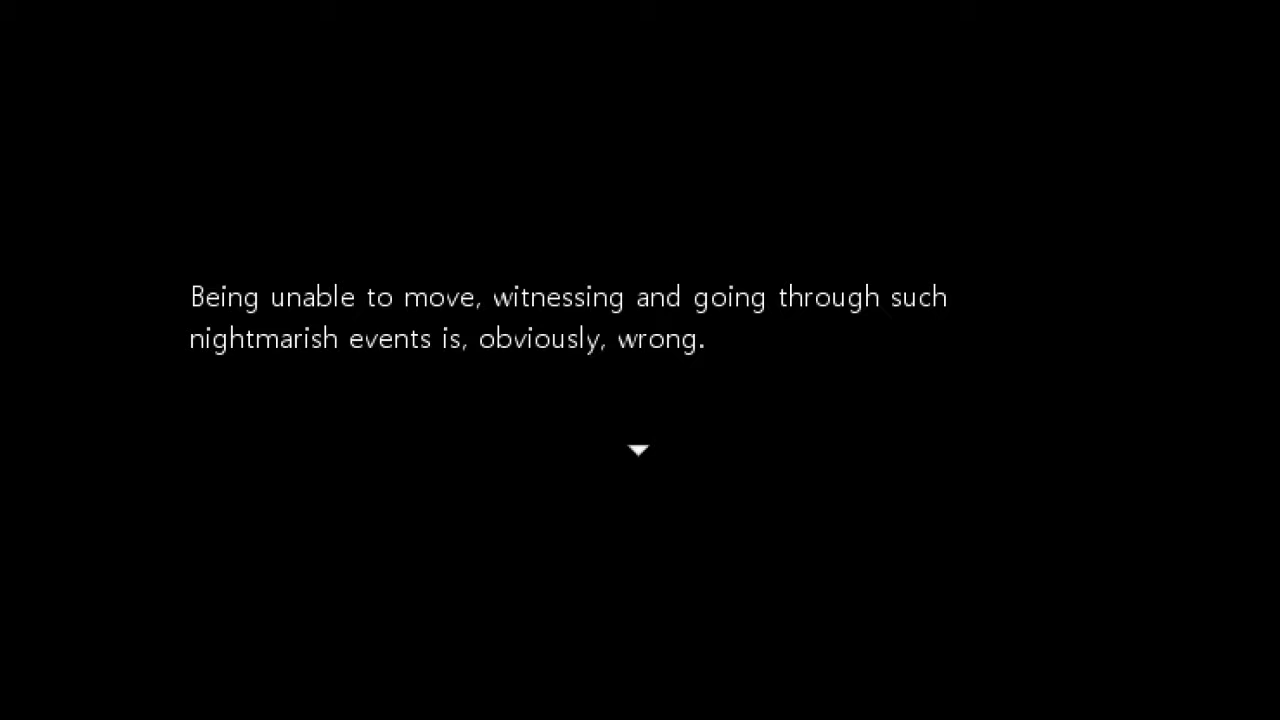 Being unable to move, witnessing and going through such
nightmarish events is, obviously, wrong.